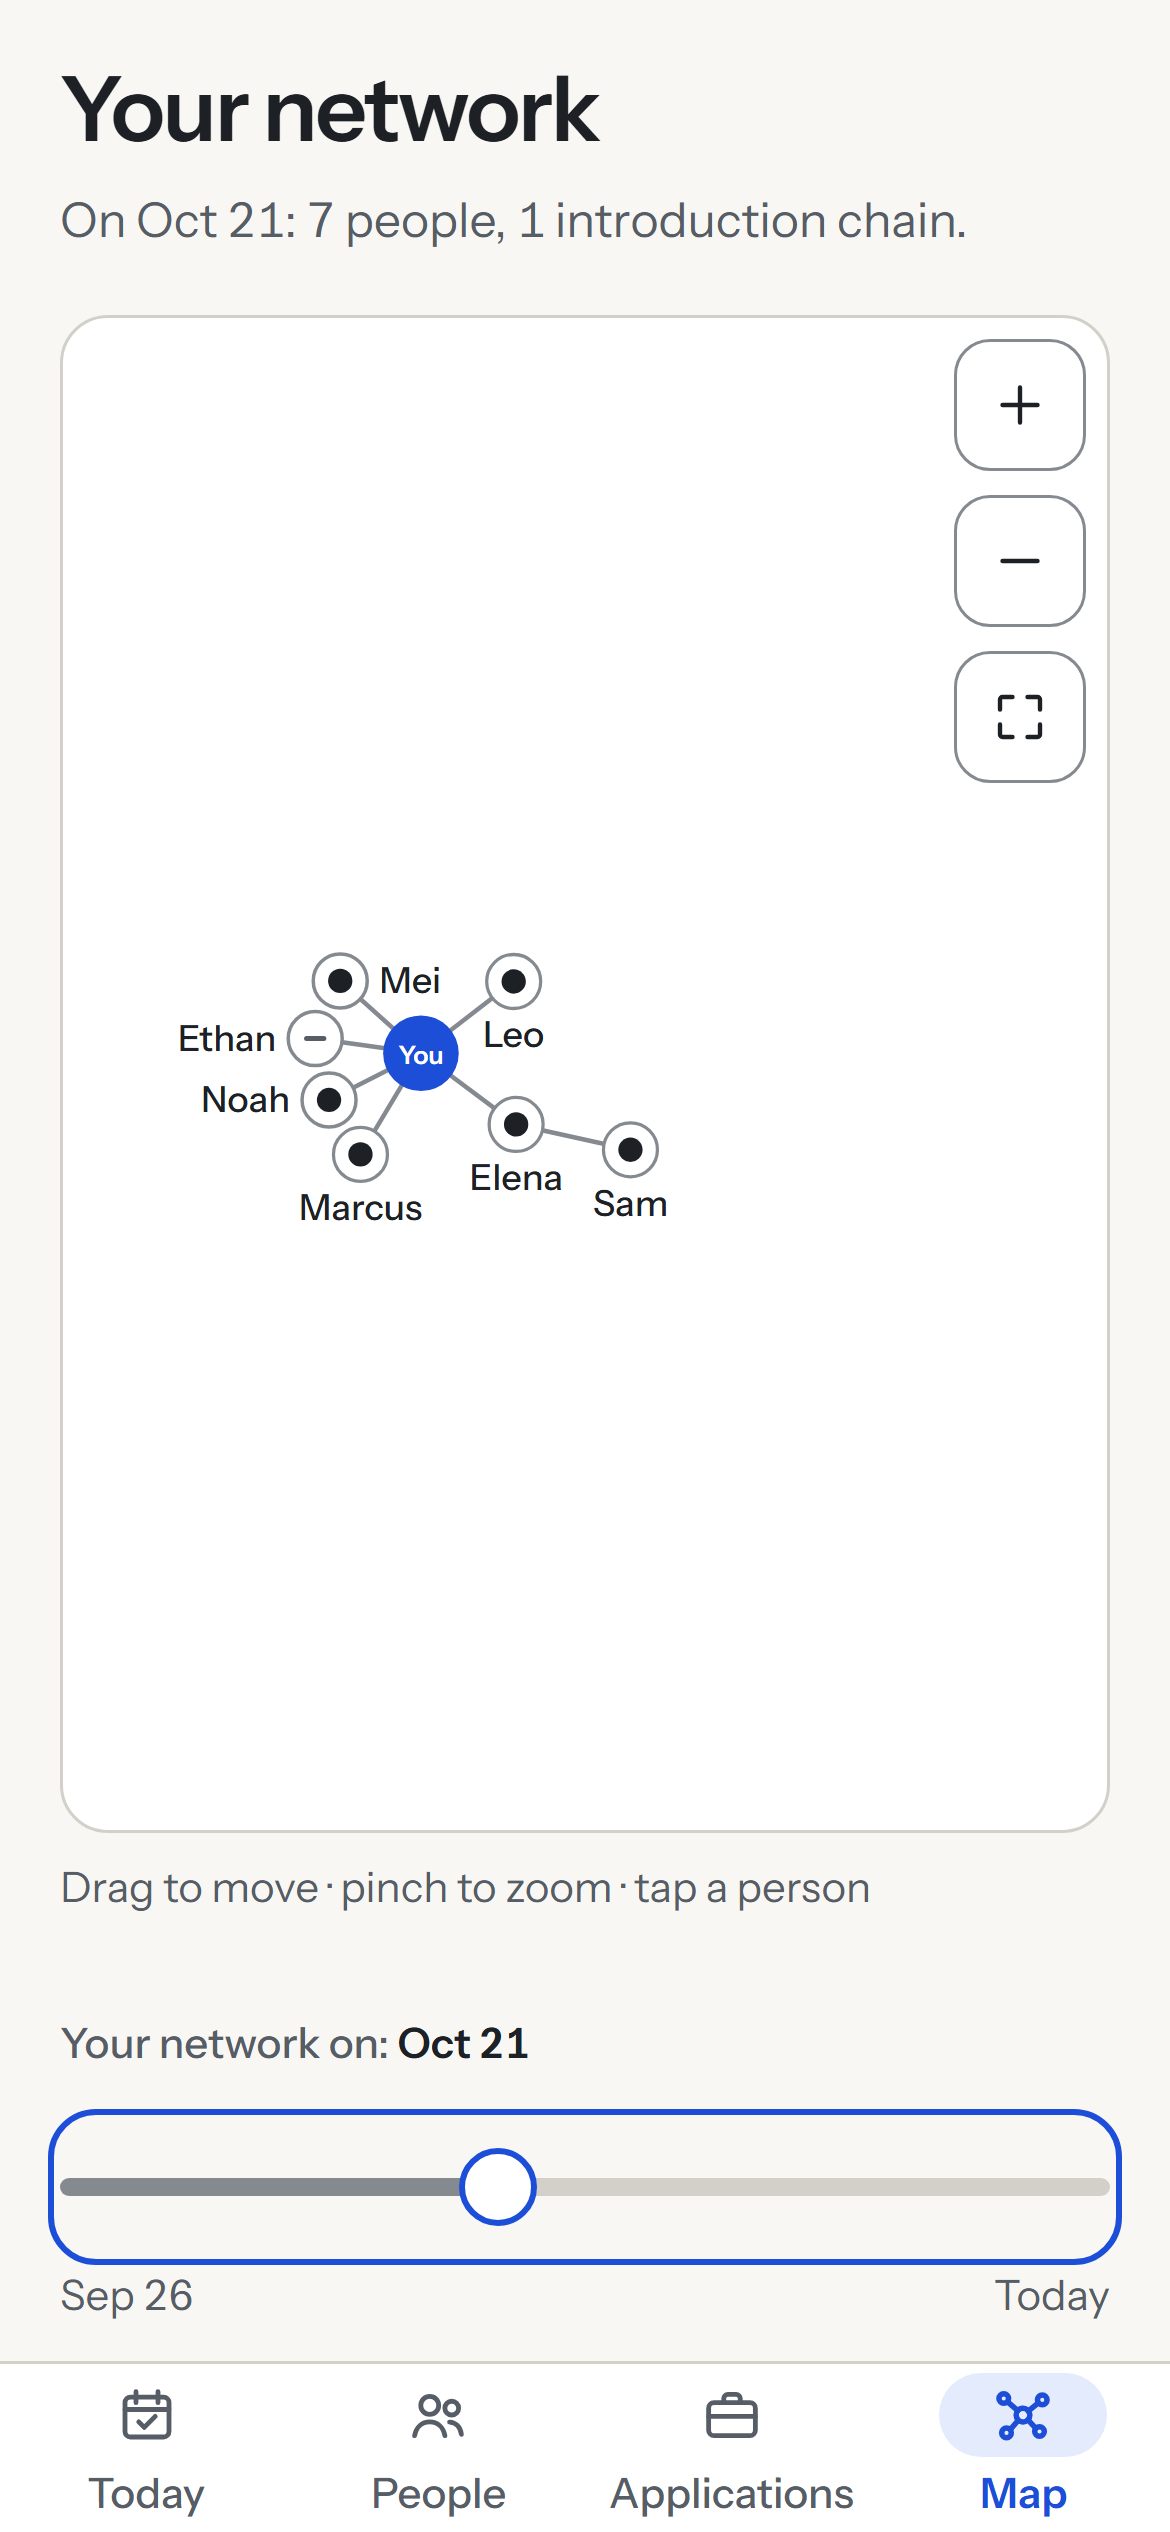 Your network
On Oct 21: 7 people, 1 introduction chain.
Mei
Leo
Ethan
You
Noah
Elena
Marcus
Sam
Drag to move · pinch to zoom · tap a person
Your network on: Oct 21
Sep 26
Today
Today
People
Applications
Map